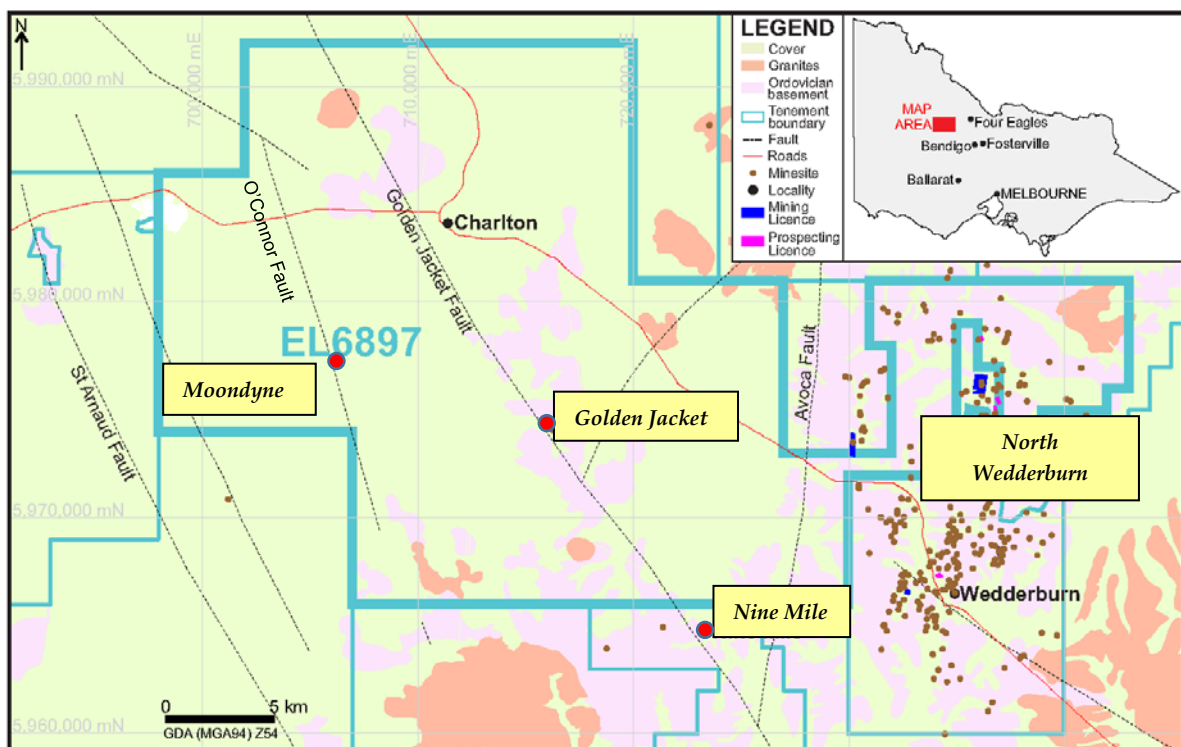 N
5,990,000 mN
5,980,000 mN
5,970,000 mN
5,960,000 mN
700,000 mE
710,000 mE
720,000 mE
LEGEND
Cover
Granites
Ordovician
basement
Tenement
boundary
Fault
Roads
Minesite
Locality
Mining
Licence
Prospecting
Licence
MAP
AREA
Four Eagles
Bendigo
Fosterville
Ballarat
MELBOURNE
Charlton
O'Connor Fault
Golden Jacket Fault
St Arnaud Fault
Avoca Fault
EL6897
Moondyne
Golden Jacket
North
Wedderburn
Nine Mile
Wedderburn
0 5 km
GDA (MGA94) Z54